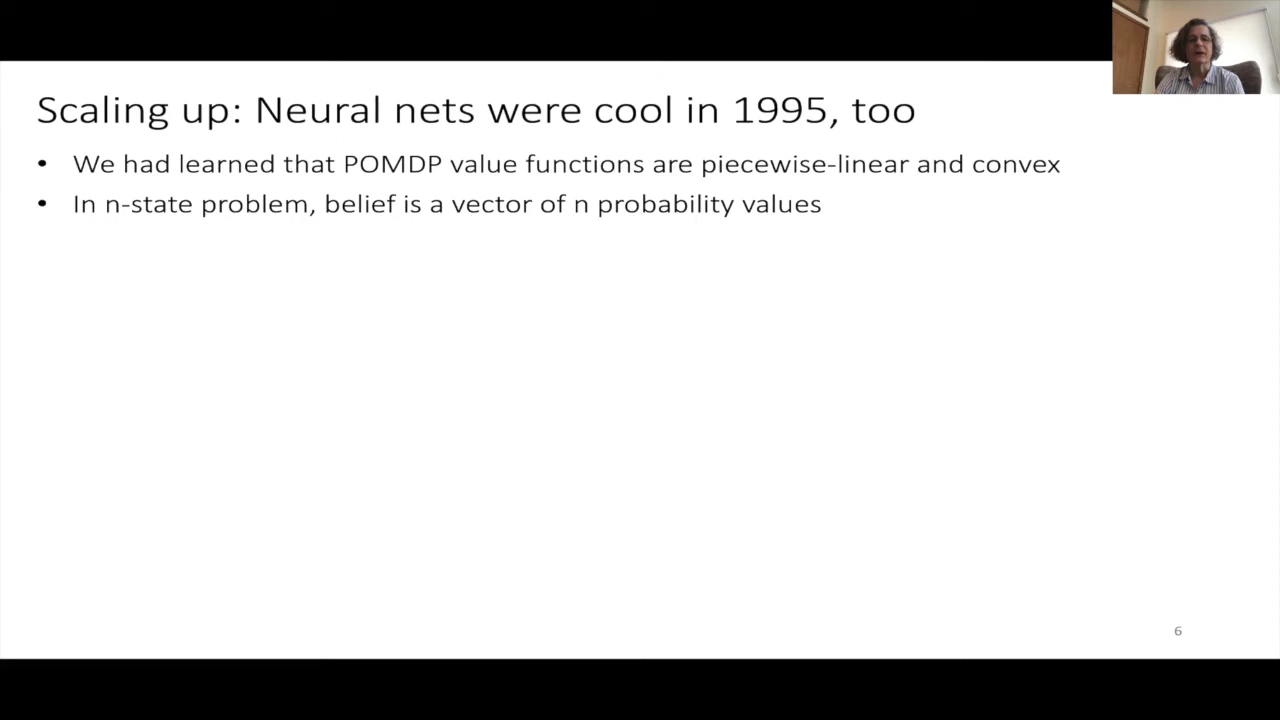 Scaling up: Neural nets were cool in 1995, too
• We had learned that POMDP value functions are piecewise-linear and convex
• In n-state problem, belief is a vector of n probability values
6